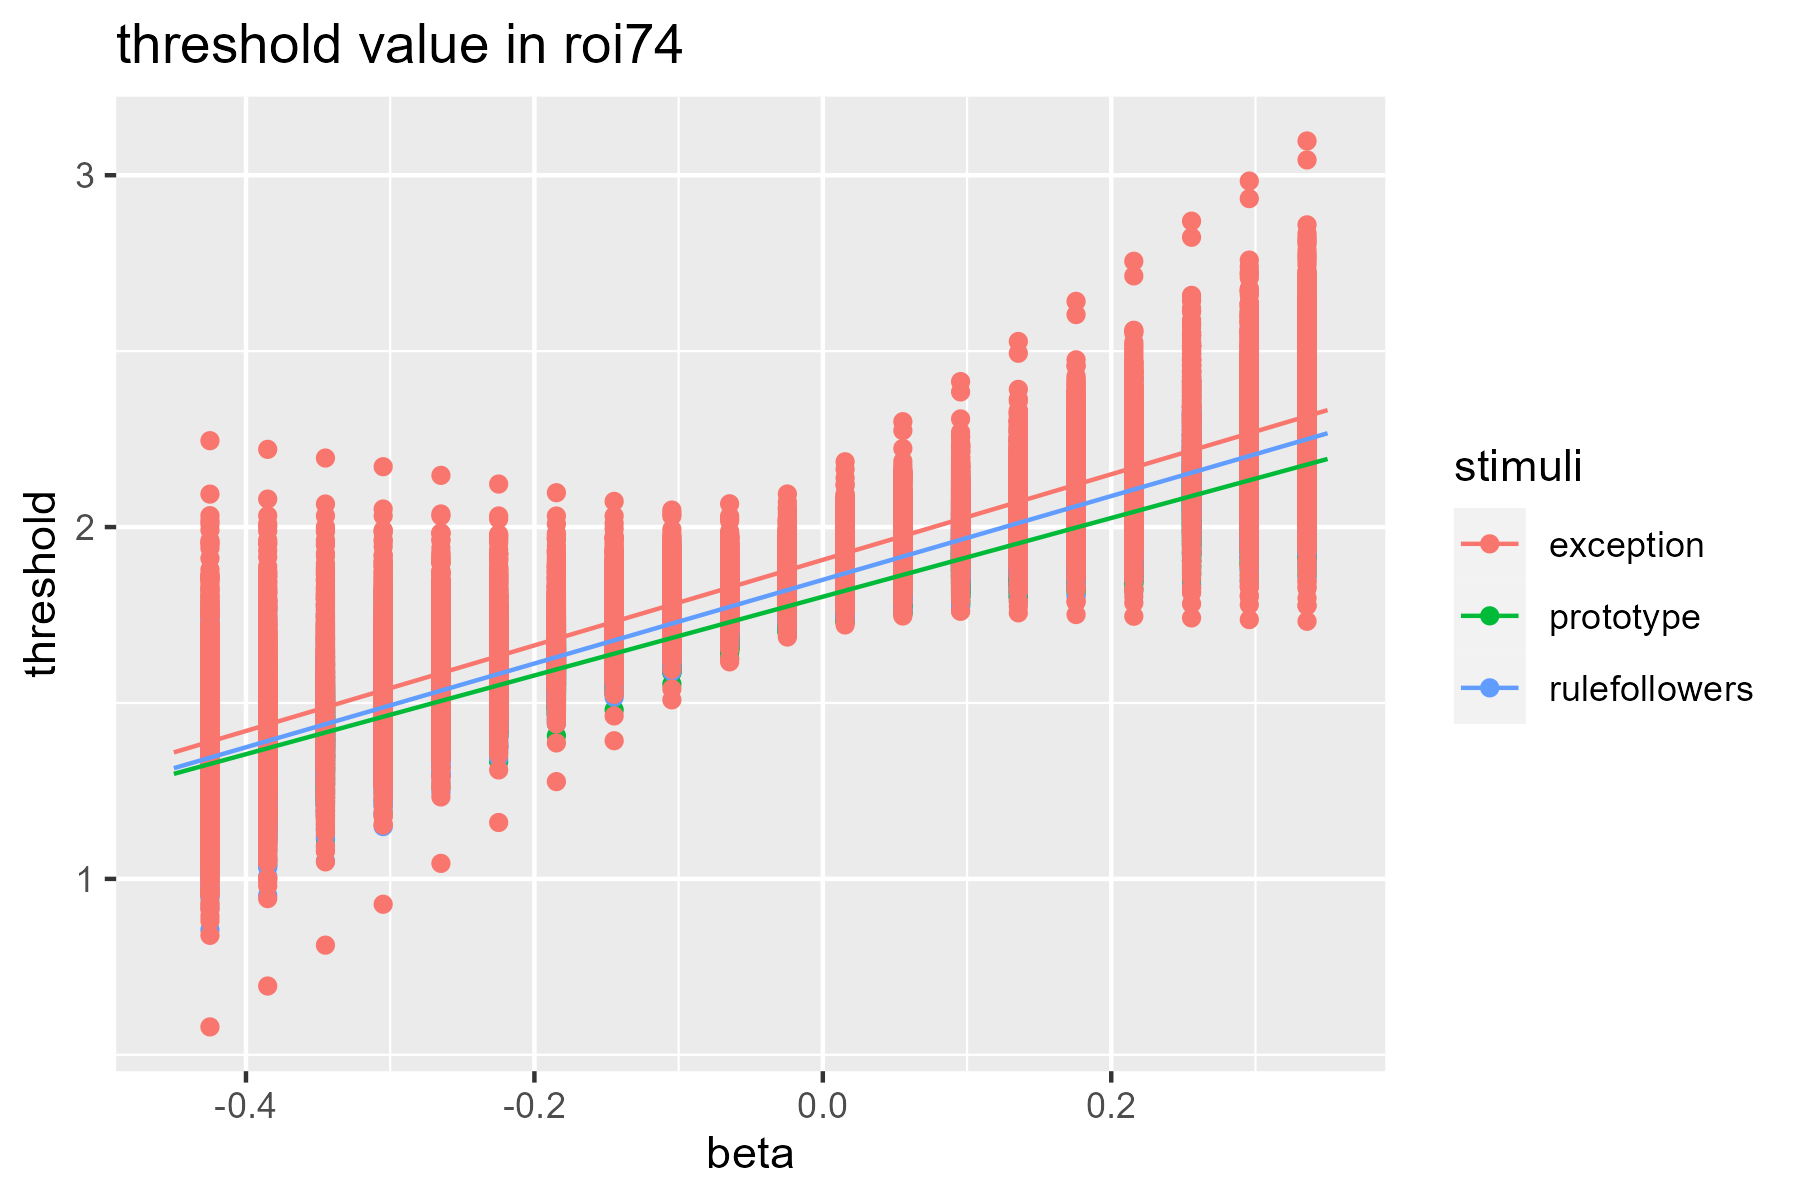 threshold value in roi74
3
2
1
threshold
-0.4
-0.2
0.0
0.2
beta
stimuli
exception
prototype
rulefollowers